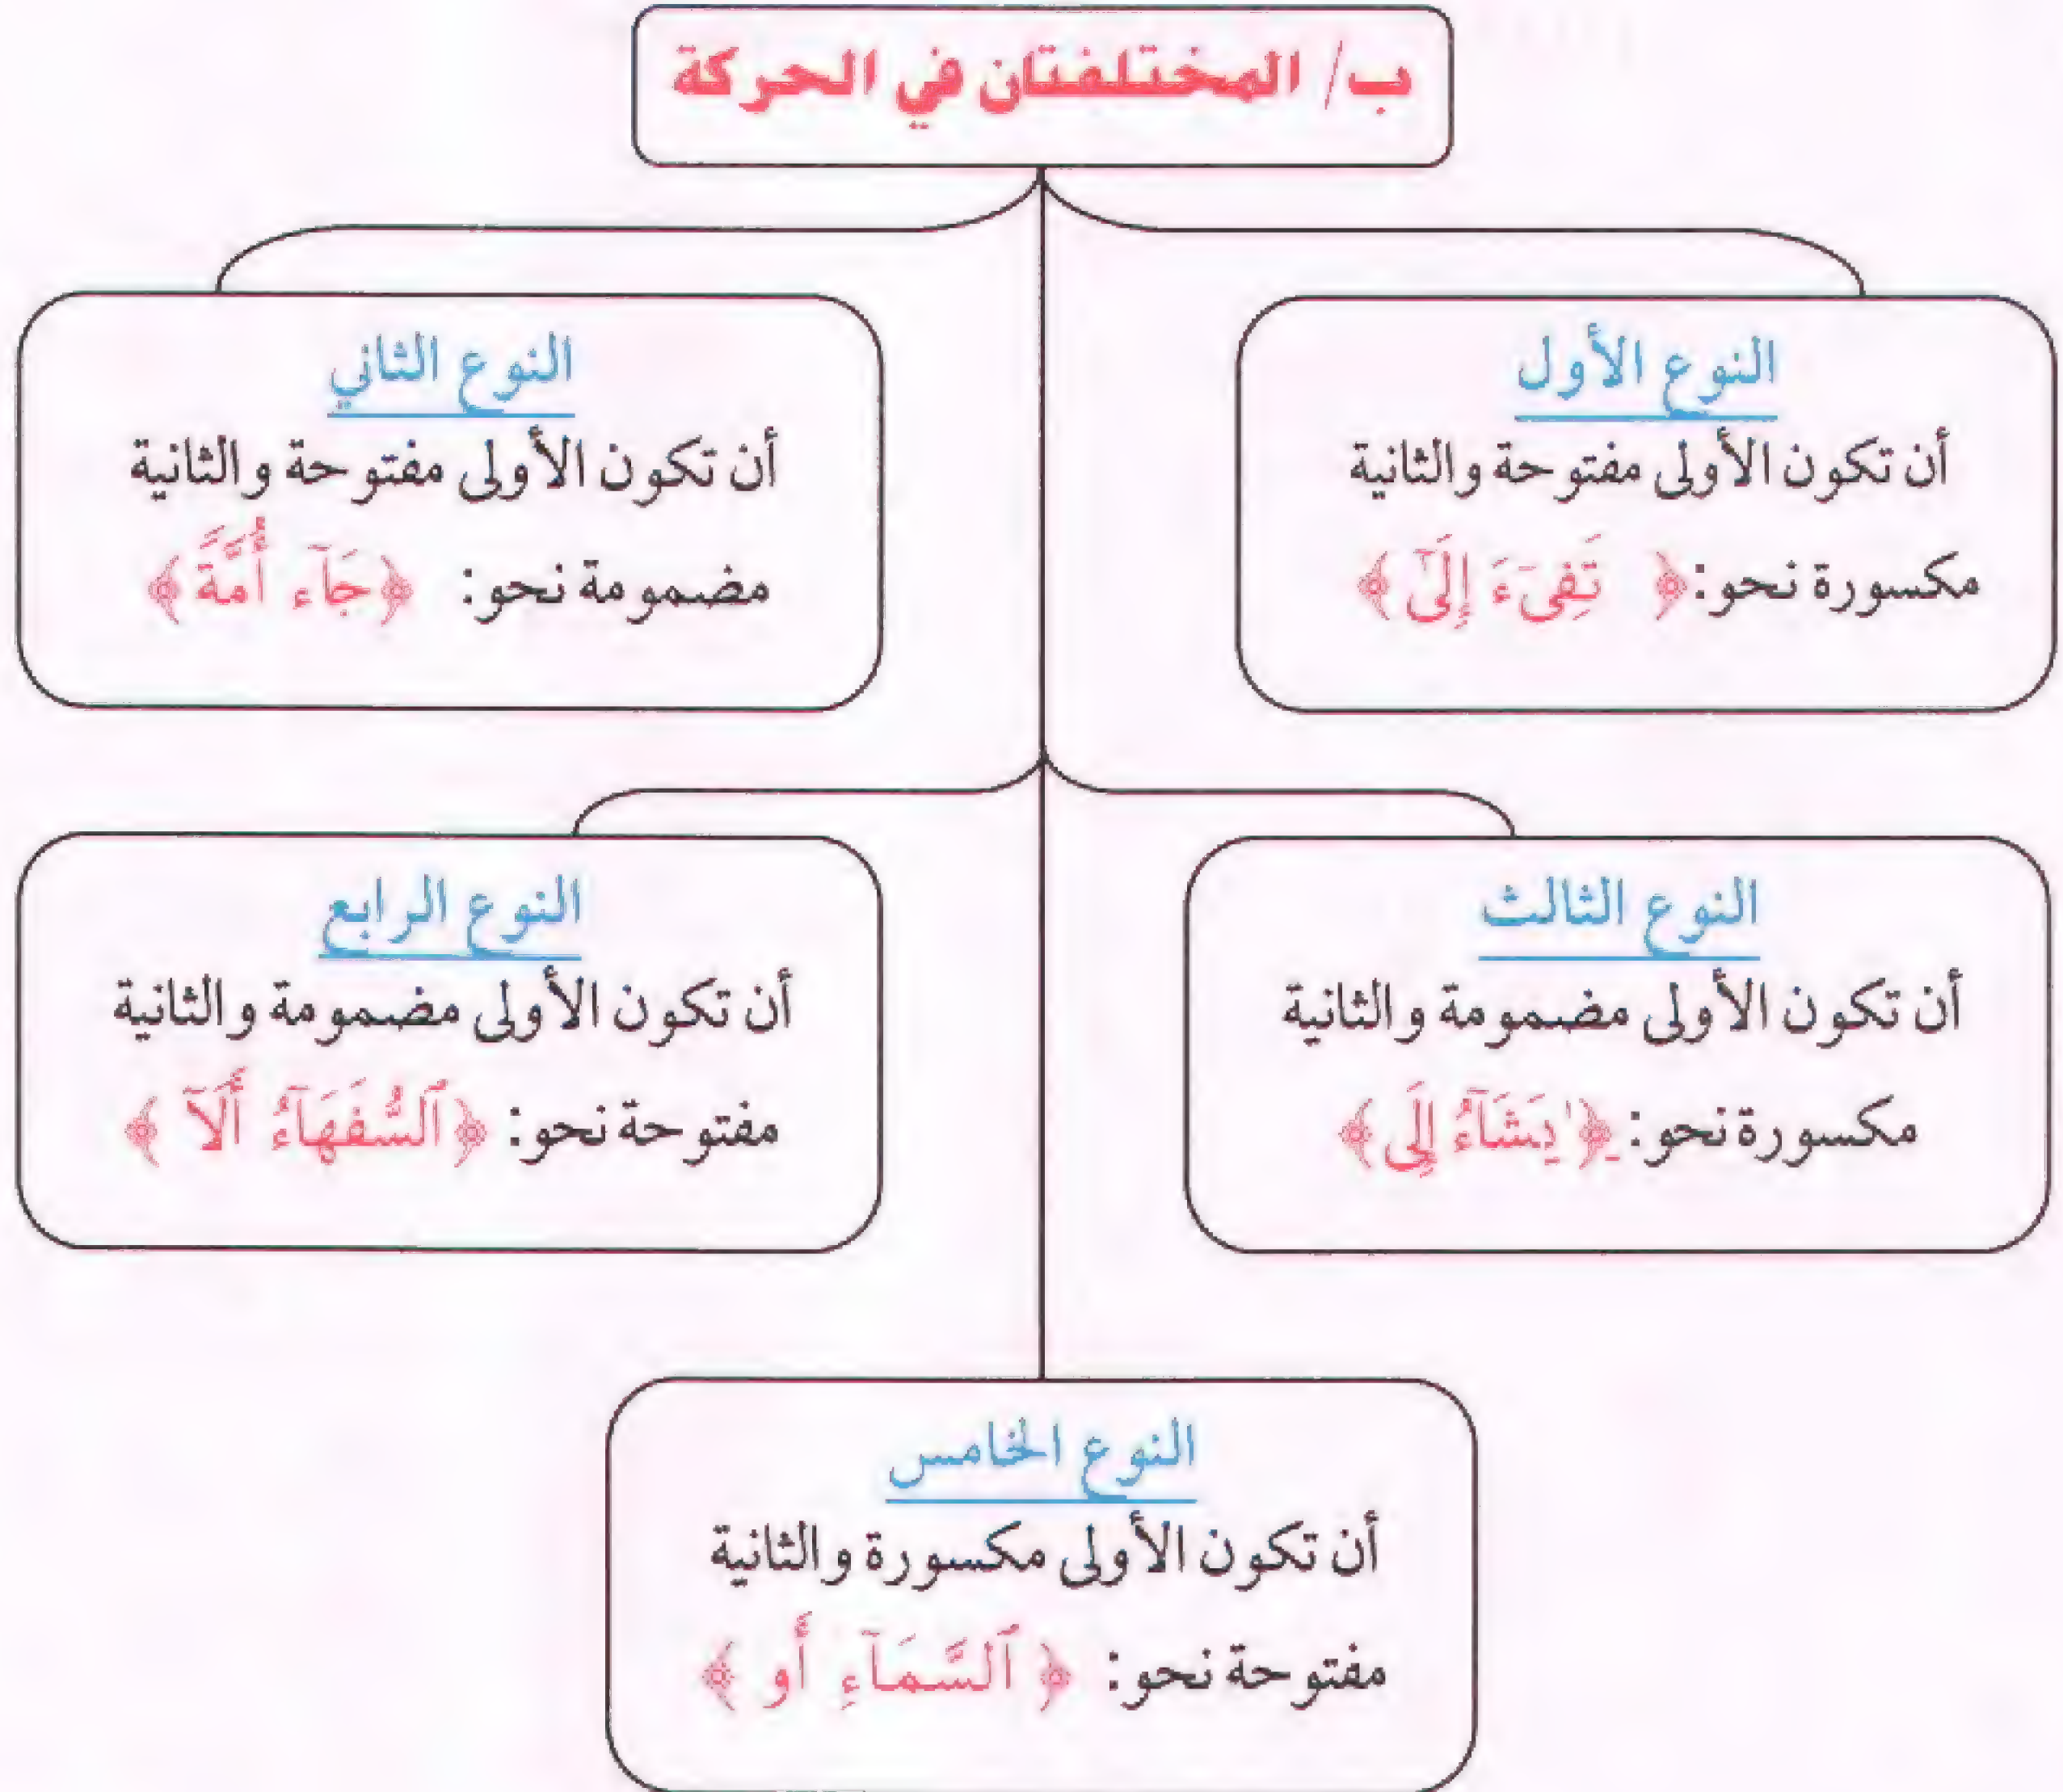 ب/ المختلفتان في الحركة
النوع الأول
أن تكون الأولى مفتوحة والثانية
مكسورة نحو: ﴿ تَفِىٓءَ إِلَىٰٓ ﴾
النوع الثاني
أن تكون الأولى مفتوحة والثانية
مضمومة نحو: ﴿جَآء أُمَّةً﴾
النوع الثالث
أن تكون الأولى مضمومة والثانية
مكسورة نحو: ﴿يَشَآءُ إِلَى﴾
النوع الرابع
أن تكون الأولى مضمومة والثانية
مفتوحة نحو: ﴿ٱلسُّفَهَآءُ أَلَآ ﴾
النوع الخامس
أن تكون الأولى مكسورة والثانية
مفتوحة نحو: ﴿ ٱلسَّمَآءِ أَو ﴾